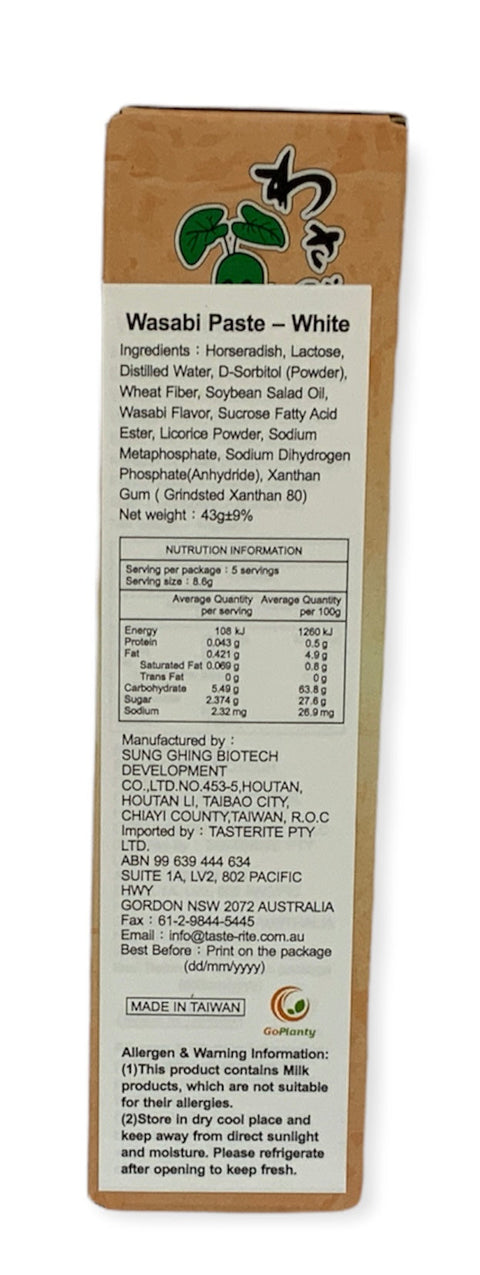 わさ
Wasabi Paste – White
Ingredients : Horseradish, Lactose,
Distilled Water, D-Sorbitol (Powder),
Wheat Fiber, Soybean Salad Oil,
Wasabi Flavor, Sucrose Fatty Acid
Ester, Licorice Powder, Sodium
Metaphosphate, Sodium Dihydrogen
Phosphate(Anhydride), Xanthan
Gum ( Grindsted Xanthan 80)
Net weight : 43g±9%
NUTRUTION INFORMATION
Serving per package : 5 servings
Serving size : 8.6g
Average Quantity Average Quantity
per serving per 100g
Energy 108 kJ 1260 kJ
Protein 0.043 g 0.5 g
Fat 0.421 g 4.9 g
Saturated Fat 0.069 g 0.8 g
Trans Fat 0 g 0 g
Carbohydrate 5.49 g 63.8 g
Sugar 2.374 g 27.6 g
Sodium 2.32 mg 26.9 mg
Manufactured by :
SUNG GHING BIOTECH
DEVELOPMENT
CO.,LTD.NO.453-5,HOUTAN,
HOUTAN LI, TAIBAO CITY,
CHIAYI COUNTY,TAIWAN, R.O.C
Imported by : TASTERITE PTY
LTD.
ABN 99 639 444 634
SUITE 1A, LV2, 802 PACIFIC
HWY
GORDON NSW 2072 AUSTRALIA
Fax : 61-2-9844-5445
Email : info@taste-rite.com.au
Best Before : Print on the package
(dd/mm/yyyy)
MADE IN TAIWAN
GoPlanty
Allergen & Warning Information:
(1)This product contains Milk
products, which are not suitable
for their allergies.
(2)Store in dry cool place and
keep away from direct sunlight
and moisture. Please refrigerate
after opening to keep fresh.